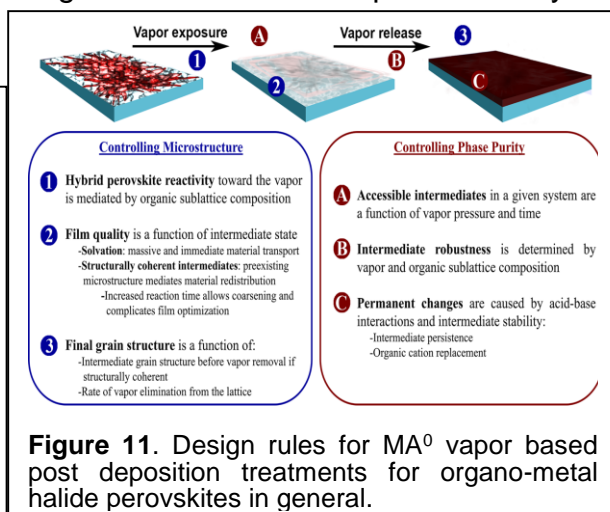 Vapor exposure
Vapor release
1
A
2
B
3
C
Controlling Microstructure
1 Hybrid perovskite reactivity toward the vapor
is mediated by organic sublattice composition
2 Film quality is a function of intermediate state
-Solvation: massive and immediate material transport
-Structurally coherent intermediates: preexisting
microstructure mediates material redistribution
-Increased reaction time allows coarsening and
complicates film optimization
3 Final grain structure is a function of:
-Intermediate grain structure before vapor removal if
structurally coherent
-Rate of vapor elimination from the lattice
Controlling Phase Purity
A Accessible intermediates in a given system are
a function of vapor pressure and time
B Intermediate robustness is determined by
vapor and organic sublattice composition
C Permanent changes are caused by acid-base
interactions and intermediate stability:
-Intermediate persistence
-Organic cation replacement
Figure 11. Design rules for MA⁰ vapor based
post deposition treatments for organo-metal
halide perovskites in general.